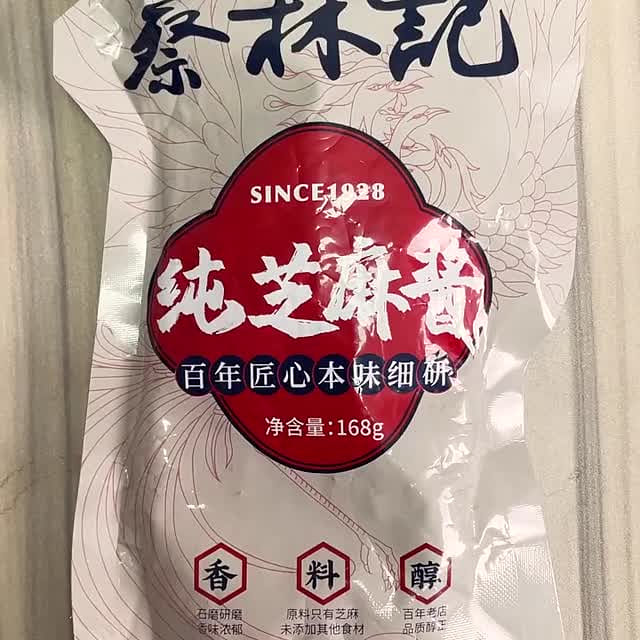 蔡林記
SINCE1928
纯芝麻酱
百年匠心本味细研
净含量:168g
香 料 醇
石磨研磨 原料只有芝麻 百年老店
香味浓郁 未添加其他食材 品质醇正